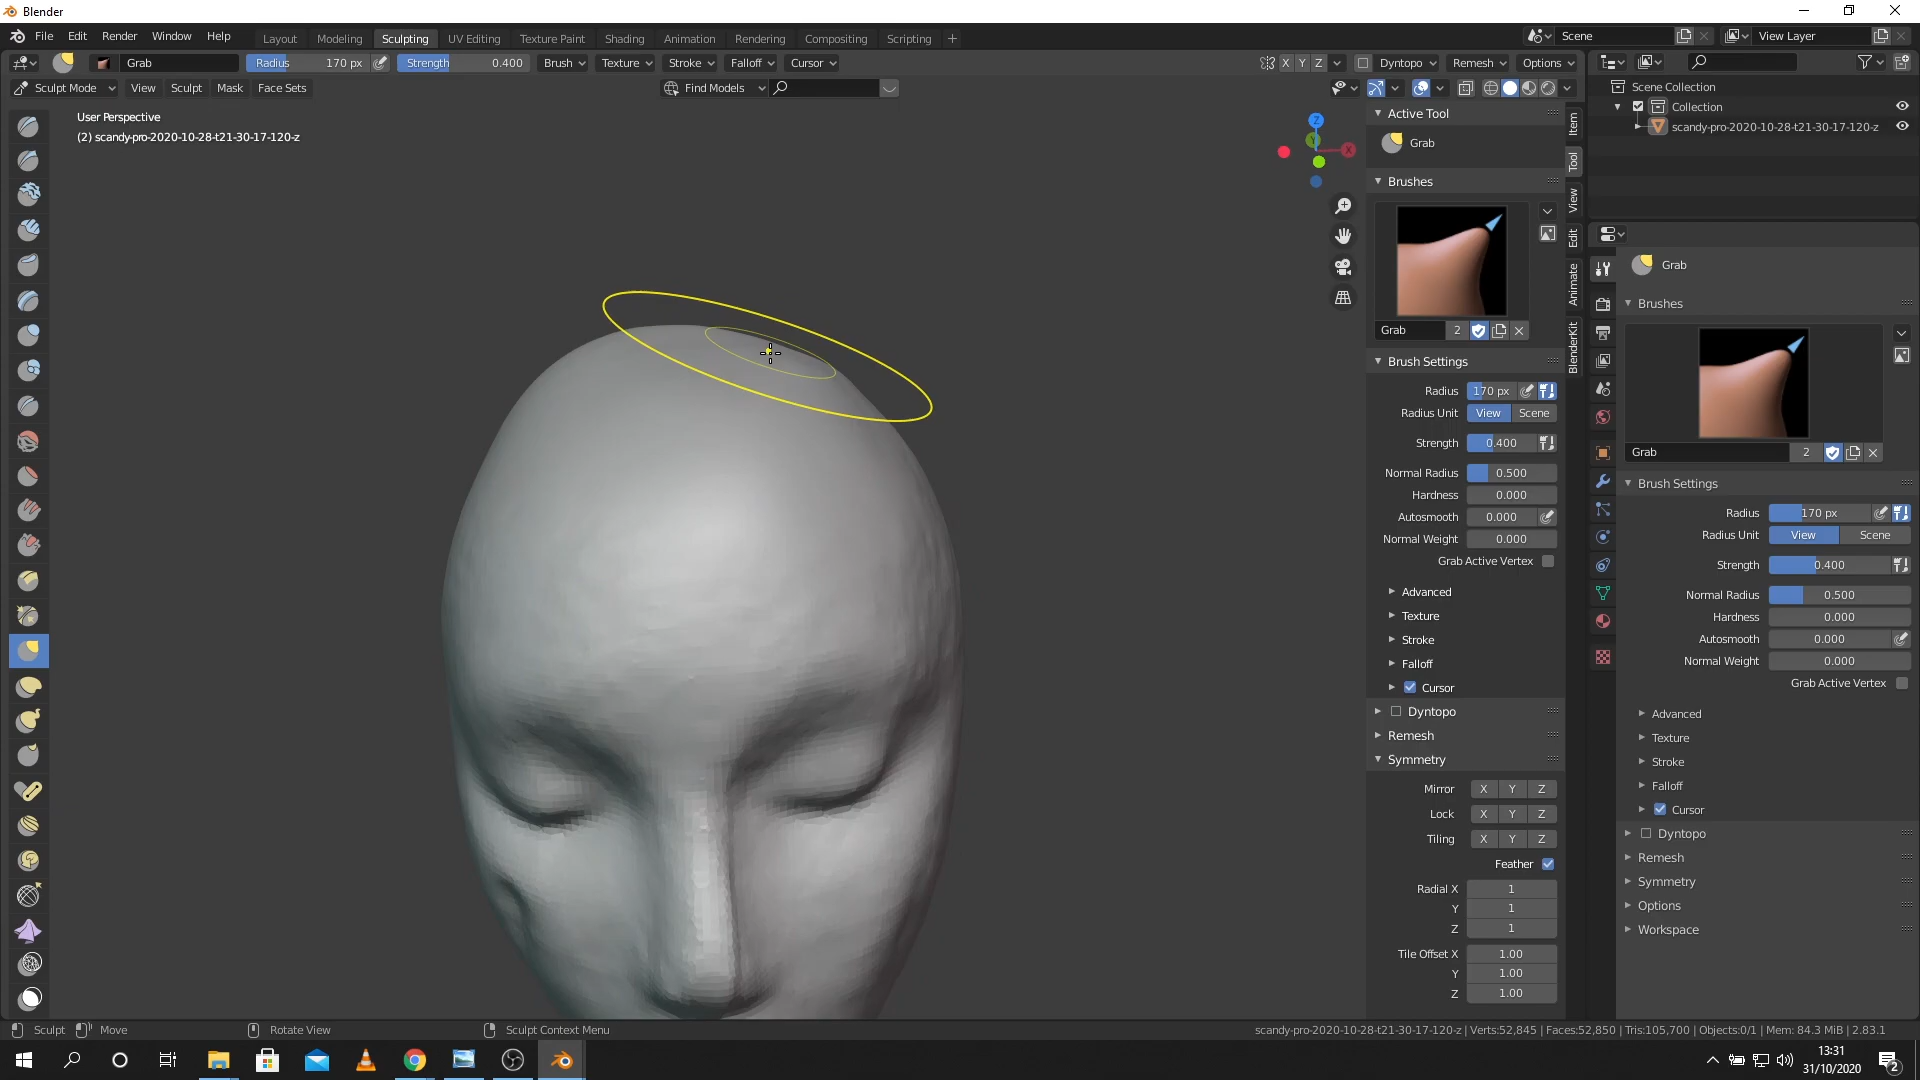 Blender
File Edit Render Window Help Layout Modeling Sculpting UV Editing Texture Paint Shading Animation Rendering Compositing Scripting + Scene View Layer
Grab Radius 170 px Strength 0.400 Brush Texture Stroke Falloff Cursor X Y Z Dyntopo Remesh Options
Sculpt Mode View Sculpt Mask Face Sets Find Models
User Perspective
(2) scandy-pro-2020-10-28-t21-30-17-120-z
Z
Y
X
Active Tool
Grab
Brushes
Grab 2
Brush Settings
Radius 170 px
Radius Unit View Scene
Strength 0.400
Normal Radius 0.500
Hardness 0.000
Autosmooth 0.000
Normal Weight 0.000
Grab Active Vertex
Advanced
Texture
Stroke
Falloff
Cursor
Dyntopo
Remesh
Symmetry
Mirror X Y Z
Lock X Y Z
Tiling X Y Z
Feather
Radial X 1
Y 1
Z 1
Tile Offset X 1.00
Y 1.00
Z 1.00
Item
Tool
View
Edit
Animate
BlenderKit
Scene Collection
Collection
scandy-pro-2020-10-28-t21-30-17-120-z
Grab
Brushes
Grab 2
Brush Settings
Radius 170 px
Radius Unit View Scene
Strength 0.400
Normal Radius 0.500
Hardness 0.000
Autosmooth 0.000
Normal Weight 0.000
Grab Active Vertex
Advanced
Texture
Stroke
Falloff
Cursor
Dyntopo
Remesh
Symmetry
Options
Workspace
Sculpt Move Rotate View Sculpt Context Menu scandy-pro-2020-10-28-t21-30-17-120-z | Verts:52,845 | Faces:52,850 | Tris:105,700 | Objects:0/1 | Mem: 84.3 MiB | 2.83.1
13:31
31/10/2020
2